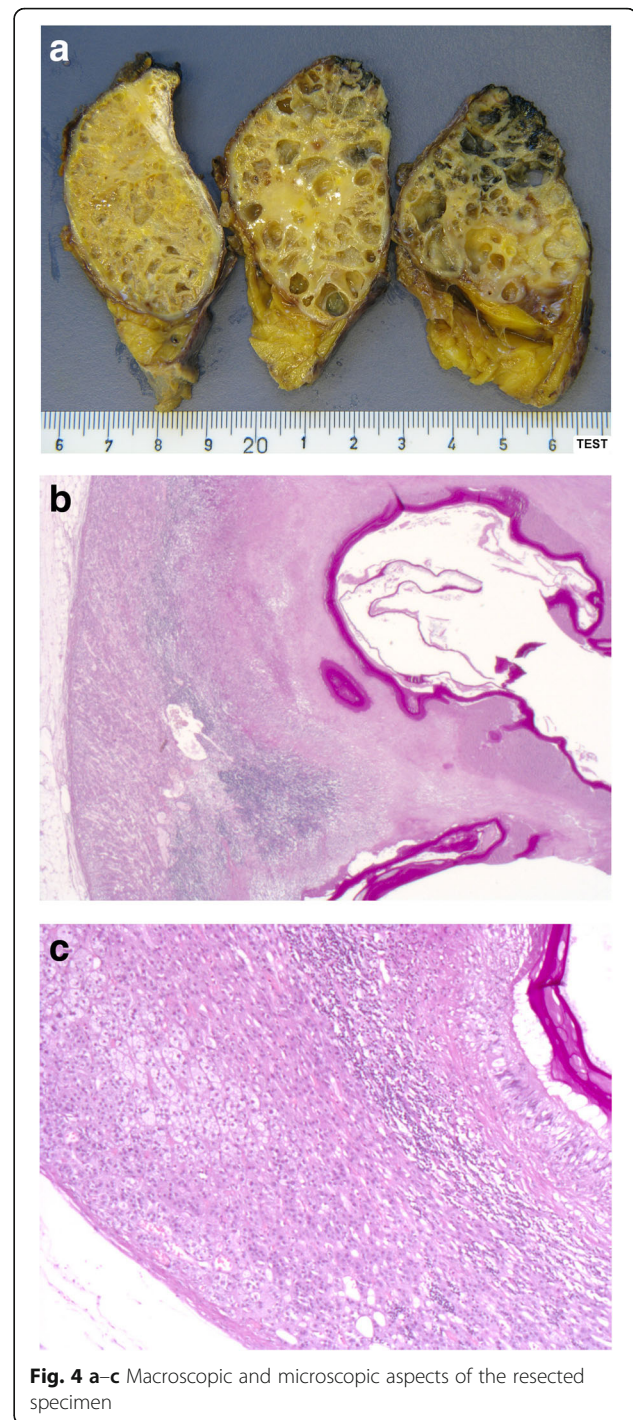 a
6 7 8 9 20 1 2 3 4 5 6 TEST
b
c
Fig. 4 a–c Macroscopic and microscopic aspects of the resected
specimen